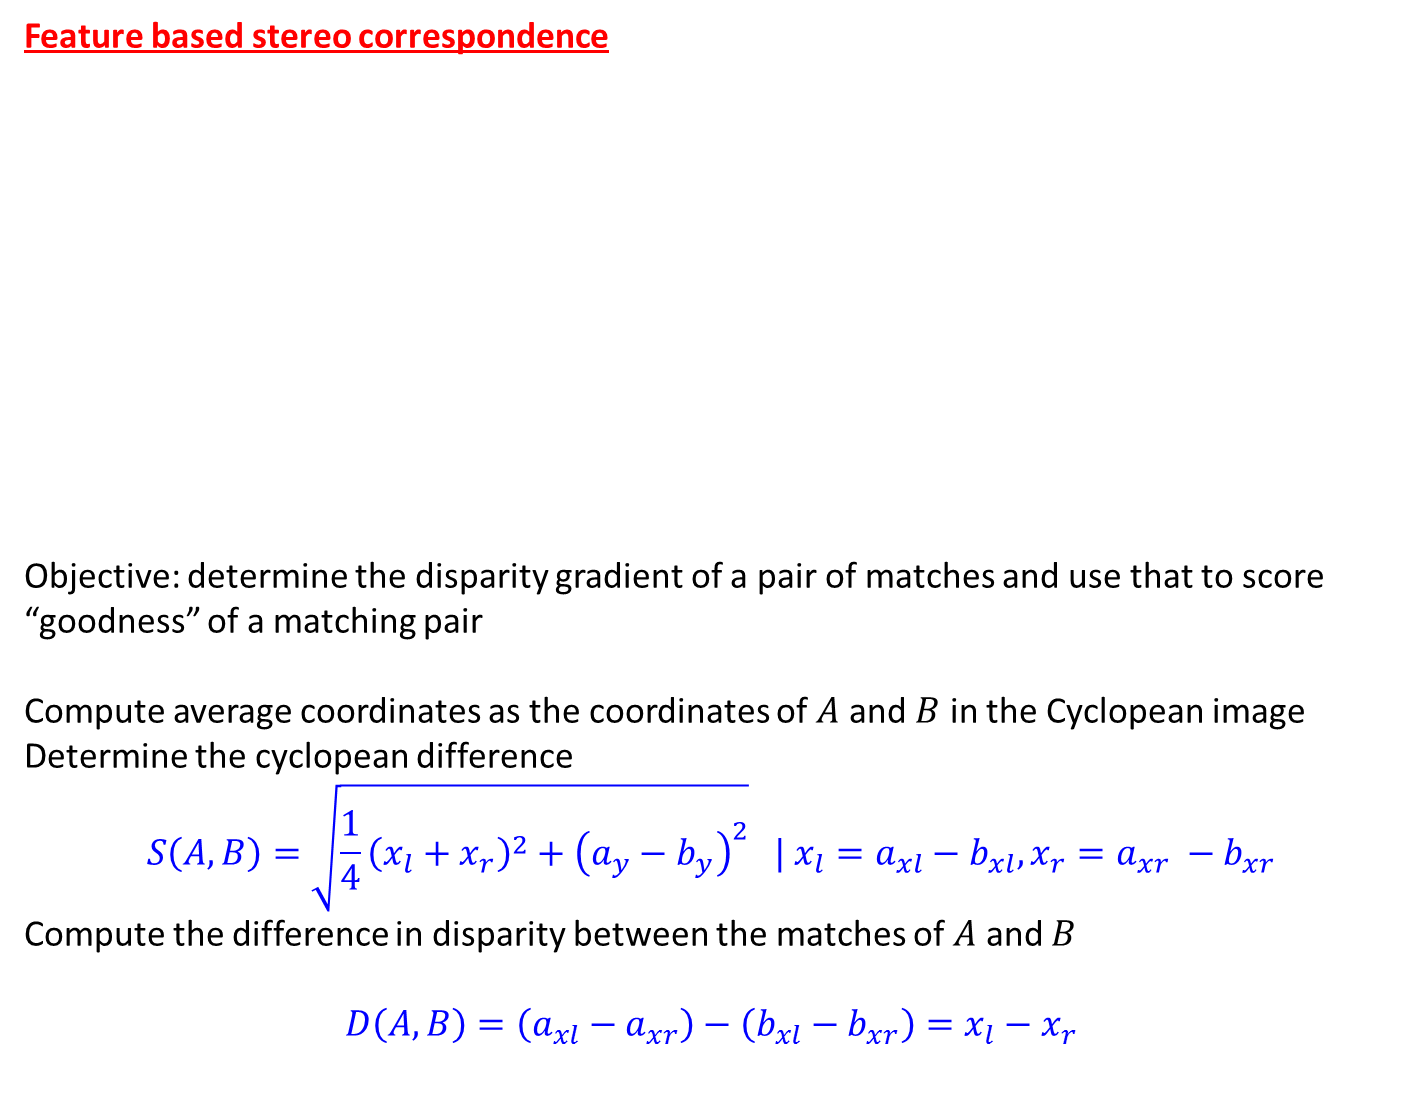 Feature based stereo correspondence
Objective: determine the disparity gradient of a pair of matches and use that to score
“goodness” of a matching pair
Compute average coordinates as the coordinates of A and B in the Cyclopean image
Determine the cyclopean difference
S(A, B) = √(1/4 (x_l + x_r)² + (a_y − b_y)²) | x_l = a_xl − b_xl, x_r = a_xr − b_xr
Compute the difference in disparity between the matches of A and B
D(A, B) = (a_xl − a_xr) − (b_xl − b_xr) = x_l − x_r